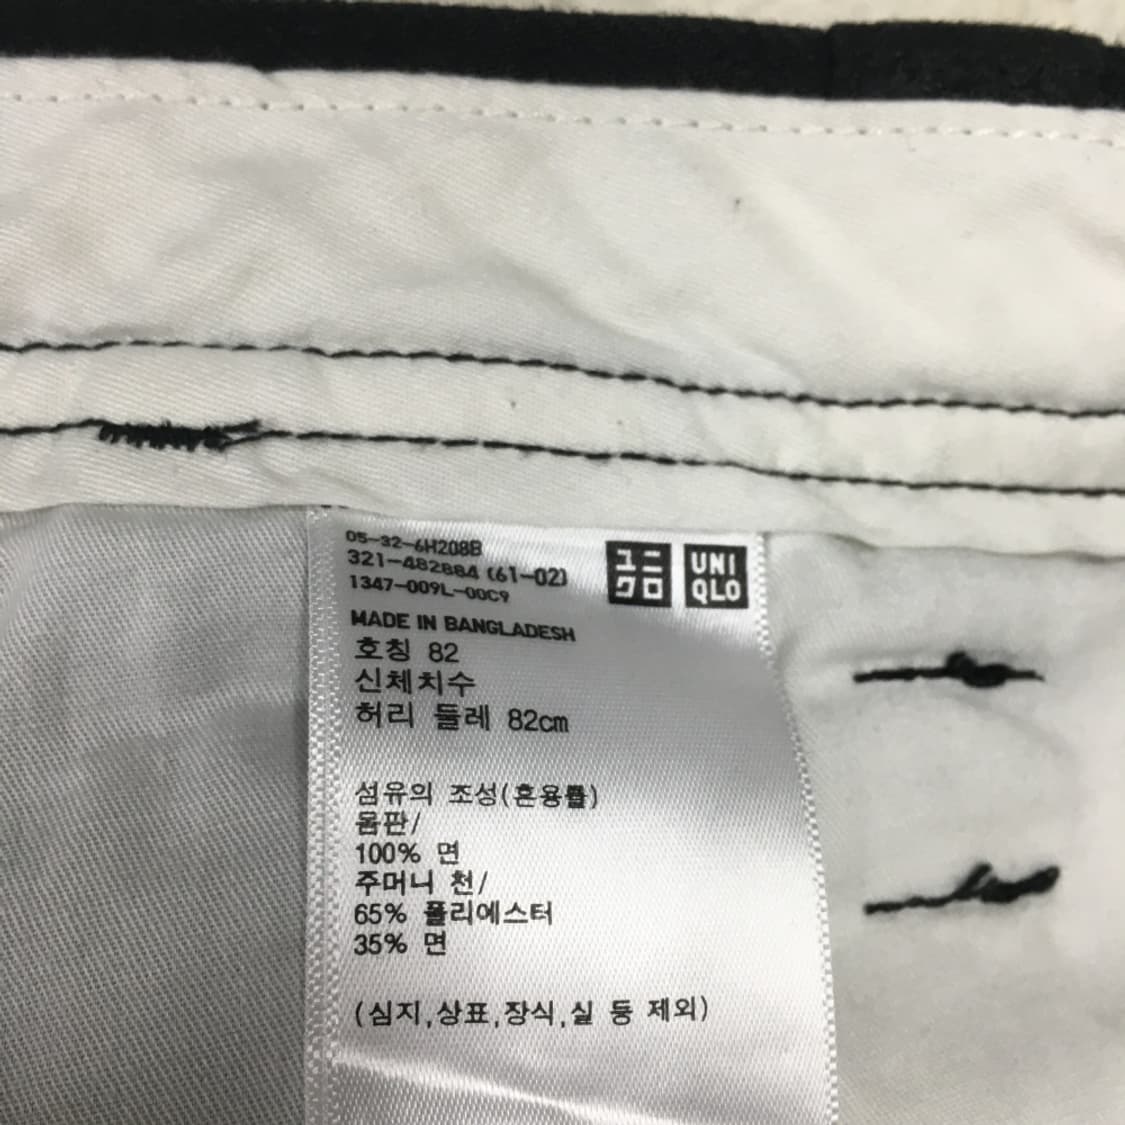 05-32-6H208B
321-482884 (61-02)
1347-009L-00C9
ユニ
クロ
UNI
QLO
MADE IN BANGLADESH
호칭 82
신체치수
허리 둘레 82cm
섬유의 조성(혼용률)
몸판/
100% 면
주머니 천/
65% 폴리에스터
35% 면
(심지,상표,장식,실 등 제외)